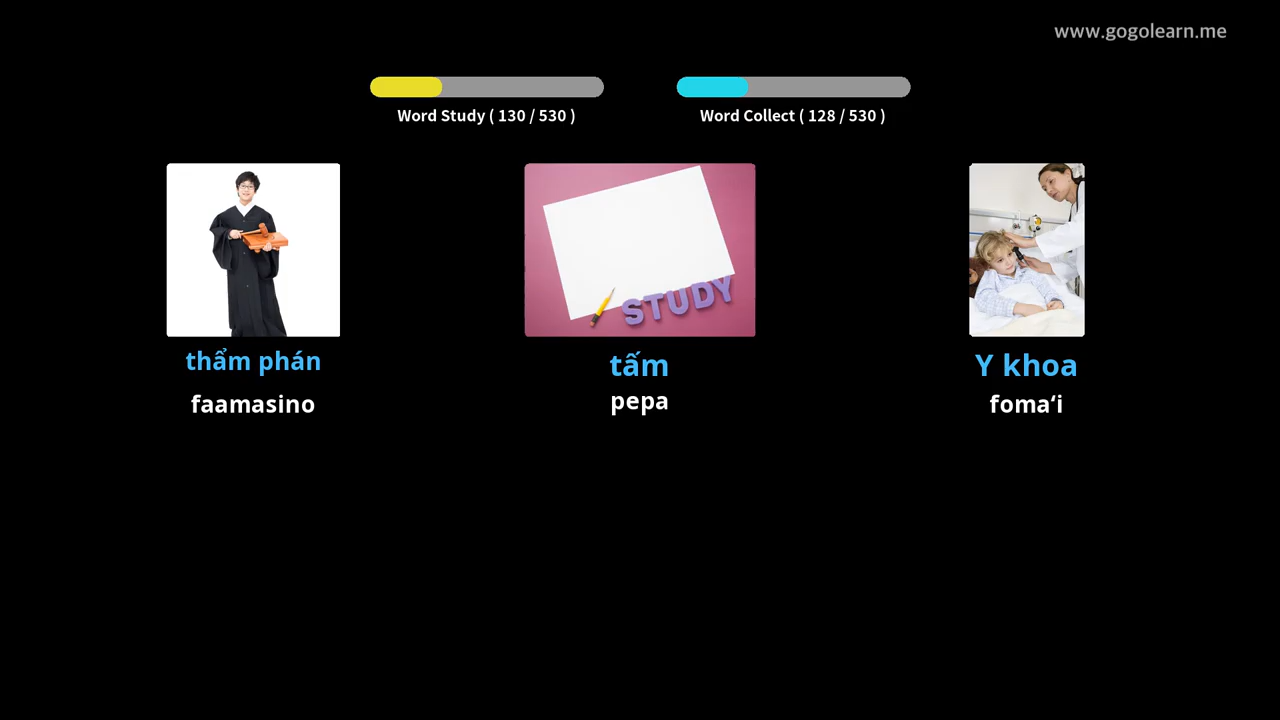 www.gogolearn.me
Word Study ( 130 / 530 )
Word Collect ( 128 / 530 )
STUDY
thẩm phán
tấm
Y khoa
faamasino
pepa
fomaʻi